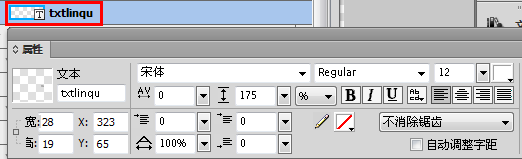 txtlinqu
属性
文本
宋体
Regular
12
txtlinqu
0
175
%
B
I
U
宽: 28
X: 323
0
0
不消除锯齿
高: 19
Y: 65
100%
0
自动调整字距